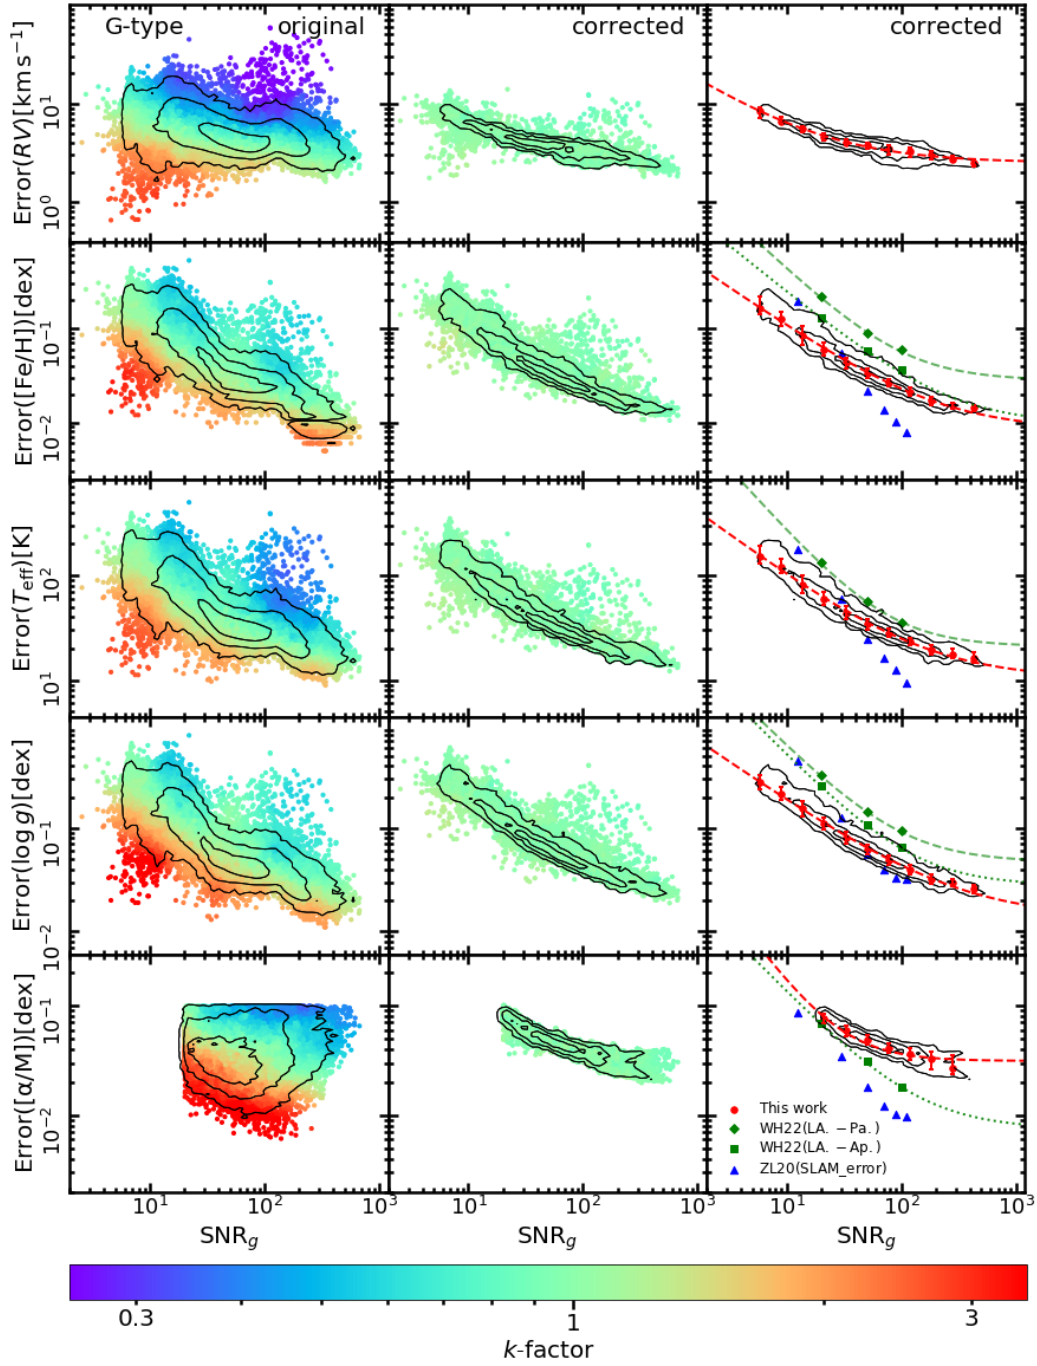 G-type original corrected corrected
Error(RV)[km s⁻¹]
10¹
10⁰
Error([Fe/H])[dex]
10⁻¹
10⁻²
Error(T_eff)[K]
10²
10¹
Error(log g)[dex]
10⁻¹
10⁻²
Error([α/M])[dex]
10⁻¹
10⁻²
This work
WH22(LA. − Pa.)
WH22(LA. − Ap.)
ZL20(SLAM_error)
10¹ 10² 10³ 10¹ 10² 10³ 10¹ 10² 10³
SNR_g SNR_g SNR_g
0.3 1 3
k-factor